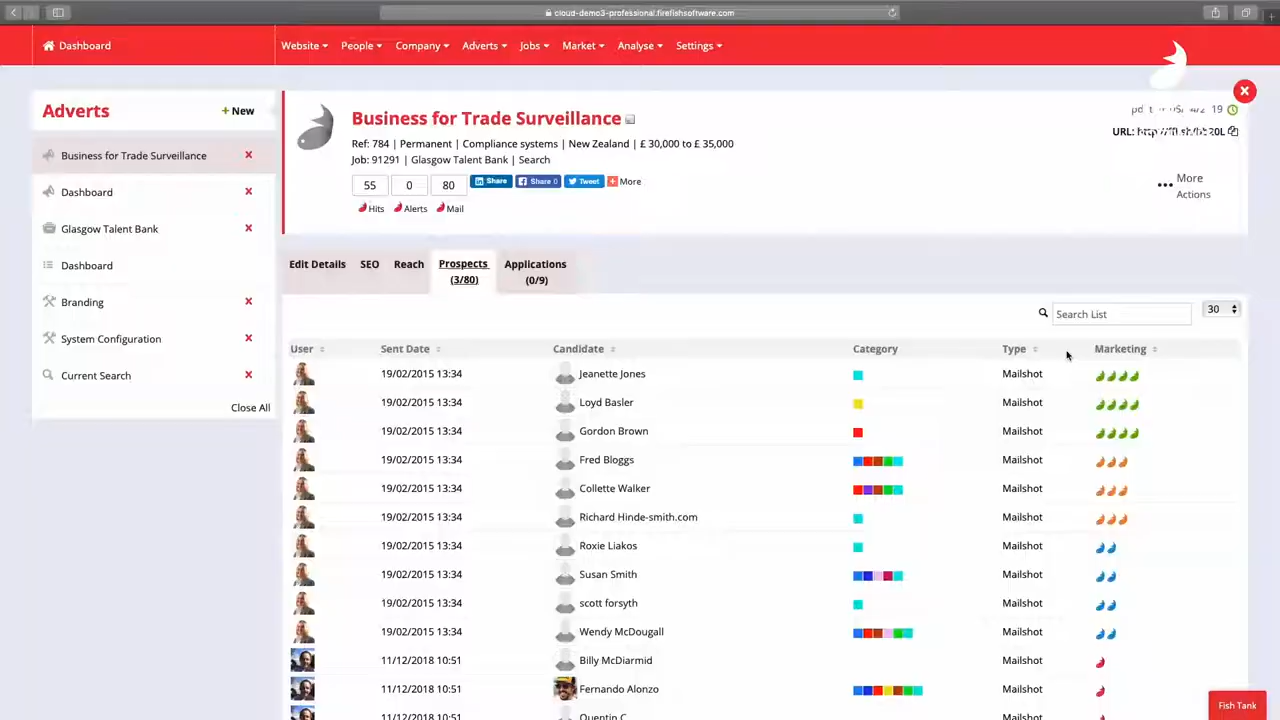 cloud-demo3-professional.firefishsoftware.com
Dashboard Website People Company Adverts Jobs Market Analyse Settings
Adverts + New
Business for Trade Surveillance
Dashboard
Glasgow Talent Bank
Dashboard
Branding
System Configuration
Current Search
Close All
Business for Trade Surveillance
Ref: 784 | Permanent | Compliance systems | New Zealand | £ 30,000 to £ 35,000
Job: 91291 | Glasgow Talent Bank | Search
55 0 80 Share Share 0 Tweet More
Hits Alerts Mail
URL:
More
Actions
Edit Details SEO Reach Prospects (3/80) Applications (0/9)
Search List 30
User Sent Date Candidate Category Type Marketing
19/02/2015 13:34 Jeanette Jones Mailshot
19/02/2015 13:34 Loyd Basler Mailshot
19/02/2015 13:34 Gordon Brown Mailshot
19/02/2015 13:34 Fred Bloggs Mailshot
19/02/2015 13:34 Collette Walker Mailshot
19/02/2015 13:34 Richard Hinde-smith.com Mailshot
19/02/2015 13:34 Roxie Liakos Mailshot
19/02/2015 13:34 Susan Smith Mailshot
19/02/2015 13:34 scott forsyth Mailshot
19/02/2015 13:34 Wendy McDougall Mailshot
11/12/2018 10:51 Billy McDiarmid Mailshot
11/12/2018 10:51 Fernando Alonzo Mailshot
11/12/2018 10:51 Quentin C Mailshot
Fish Tank